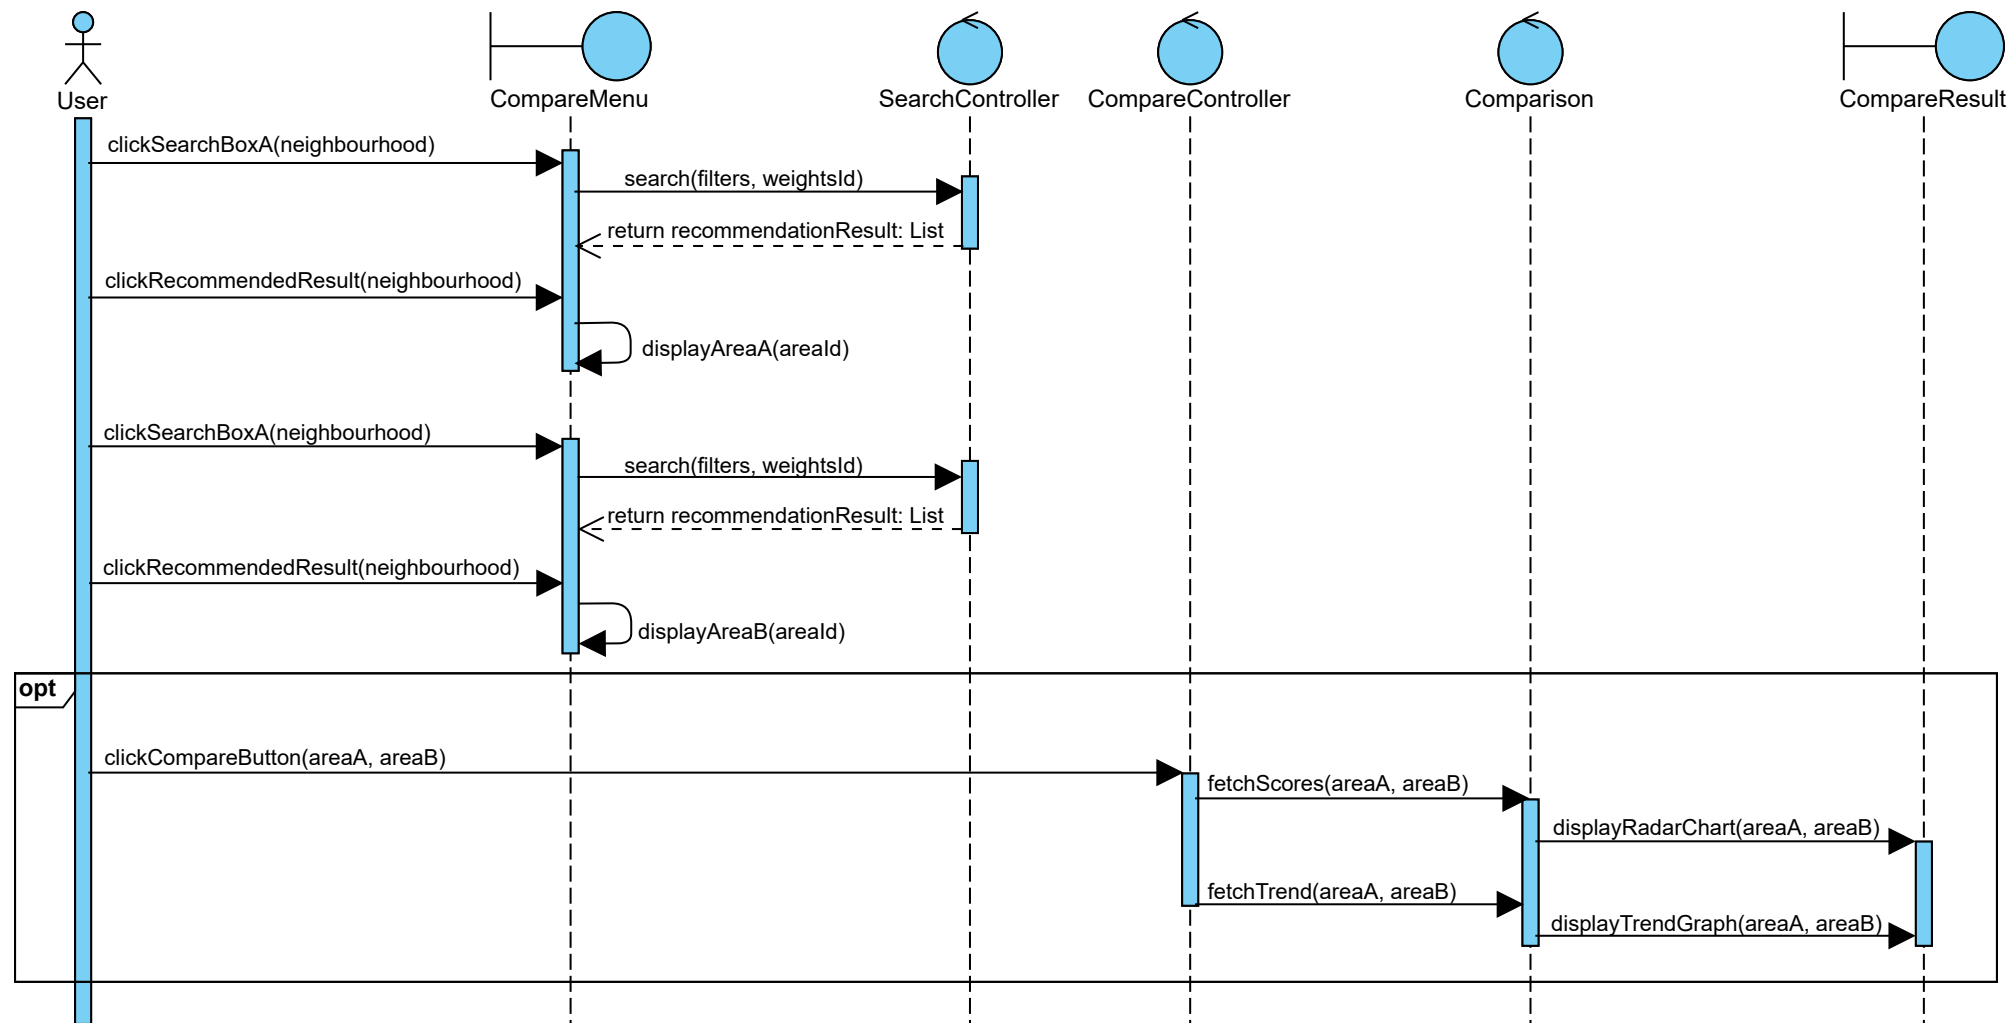 User
CompareMenu
SearchController
CompareController
Comparison
CompareResult
clickSearchBoxA(neighbourhood)
search(filters, weightsId)
return recommendationResult: List
clickRecommendedResult(neighbourhood)
displayAreaA(areaId)
clickSearchBoxA(neighbourhood)
search(filters, weightsId)
return recommendationResult: List
clickRecommendedResult(neighbourhood)
displayAreaB(areaId)
opt
clickCompareButton(areaA, areaB)
fetchScores(areaA, areaB)
displayRadarChart(areaA, areaB)
fetchTrend(areaA, areaB)
displayTrendGraph(areaA, areaB)